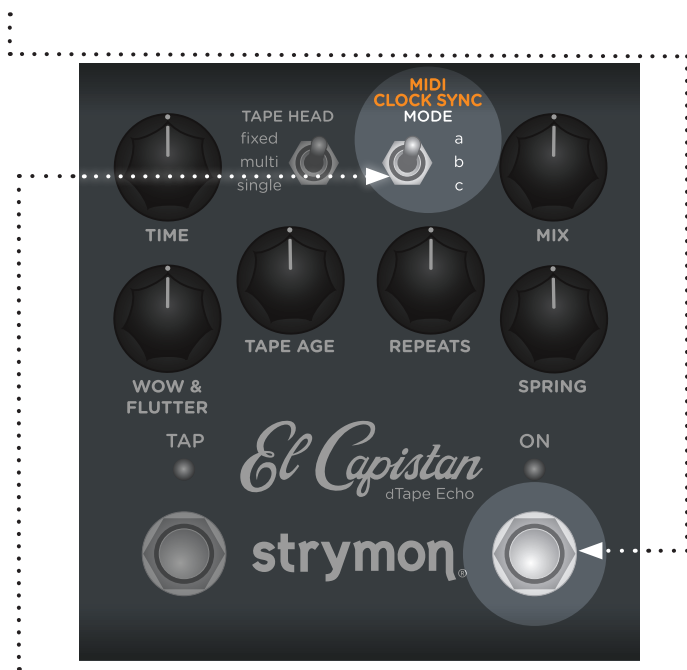 MIDI
CLOCK SYNC
TAPE HEAD
MODE
fixed
a
multi
b
single
c
TIME
MIX
TAPE AGE
REPEATS
WOW &
FLUTTER
SPRING
TAP
El Capistan
ON
dTape Echo
strymon®